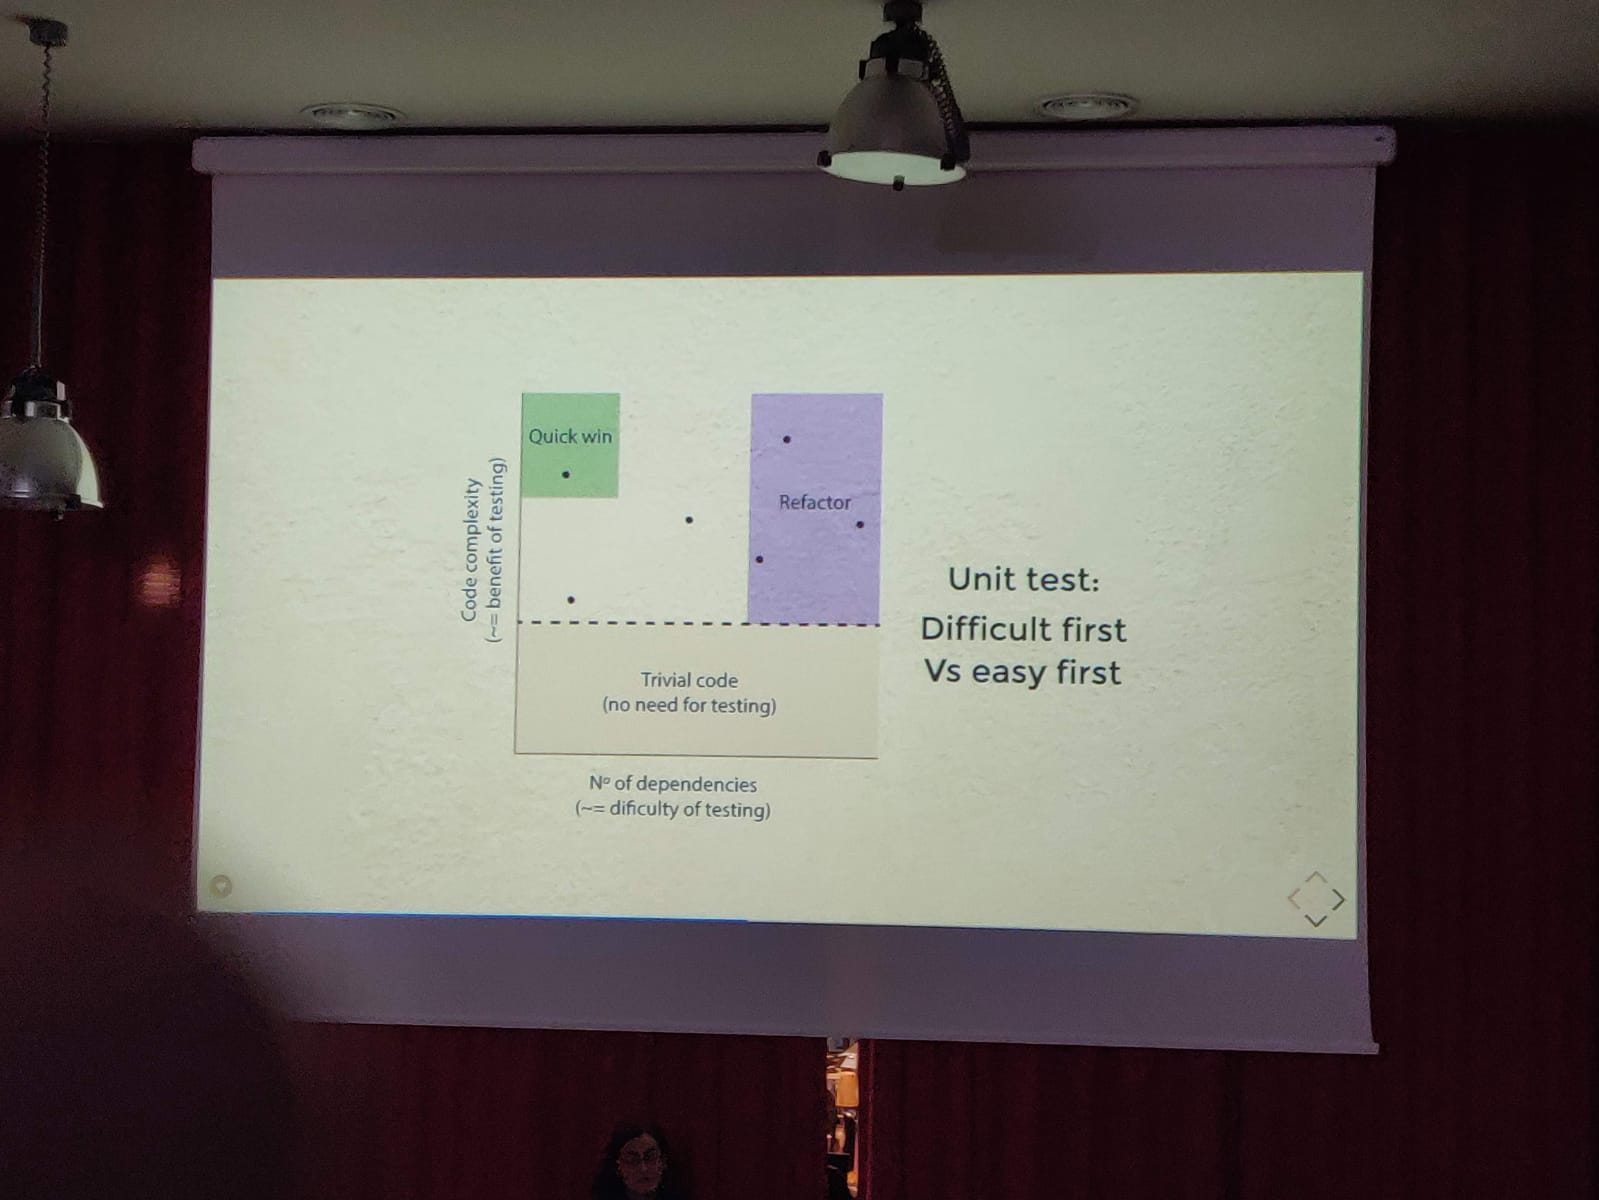 Quick win
Refactor
Code complexity
(~= benefit of testing)
Unit test:
Difficult first
Vs easy first
Trivial code
(no need for testing)
Nº of dependencies
(~= dificulty of testing)